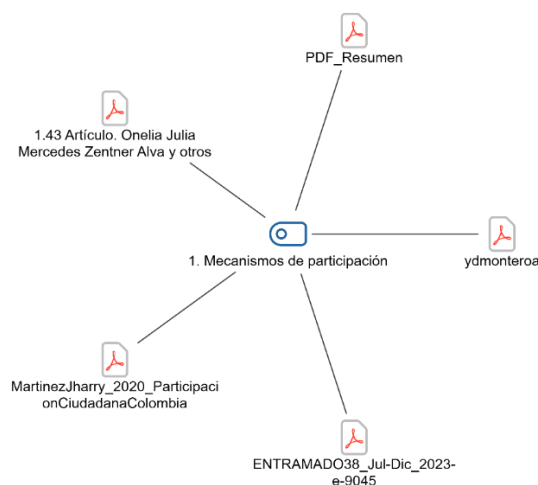 PDF_Resumen
1.43 Artículo. Onelia Julia
Mercedes Zentner Alva y otros
1. Mecanismos de participación
ydmonteroa
MartinezJharry_2020_Participaci
onCiudadanaColombia
ENTRAMADO38_Jul-Dic_2023-
e-9045